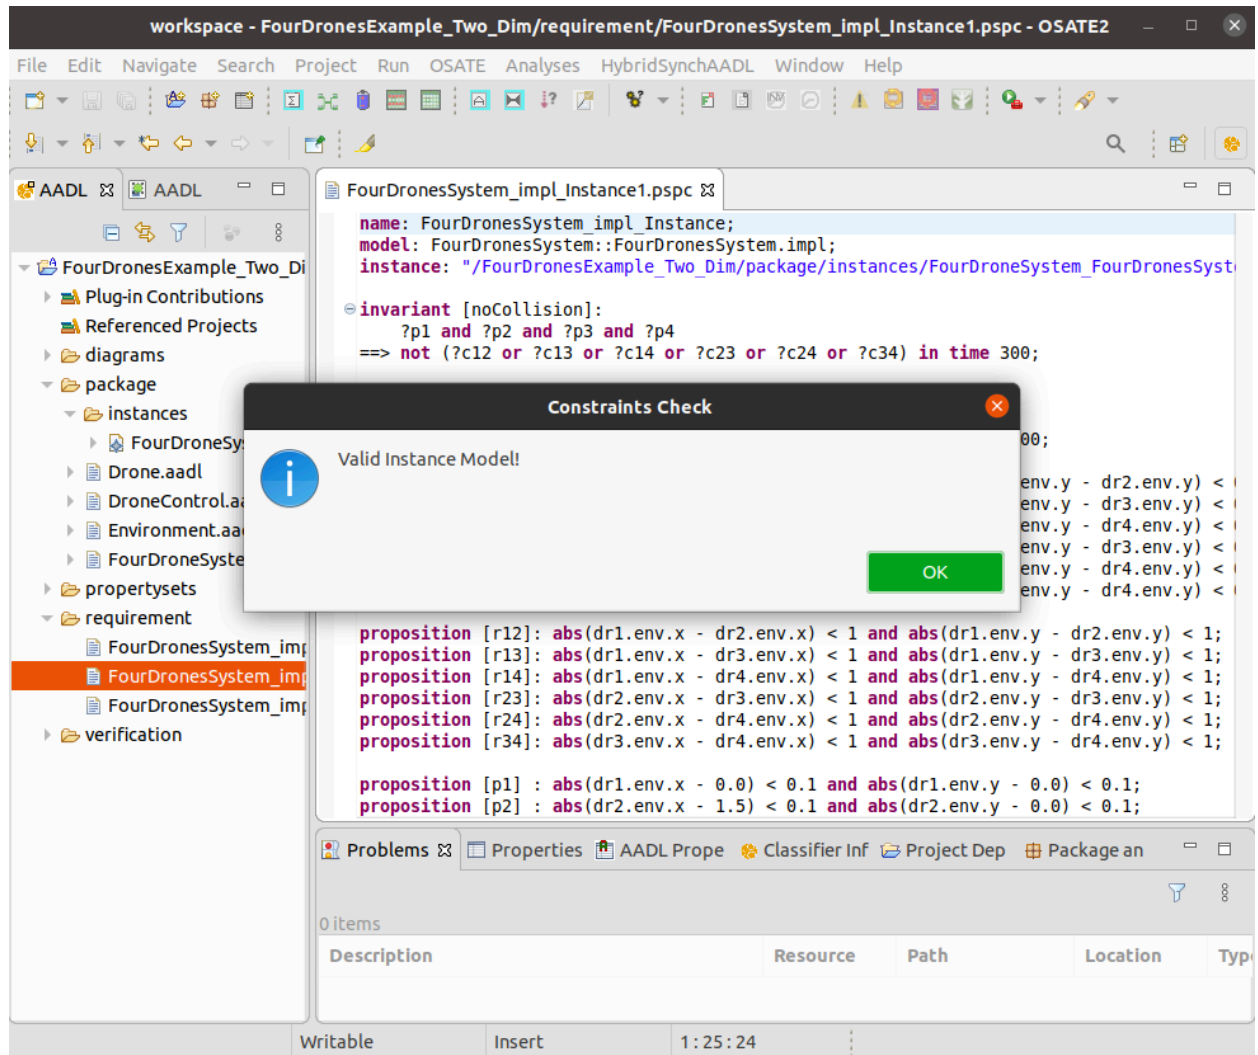 workspace - FourDronesExample_Two_Dim/requirement/FourDronesSystem_impl_Instance1.pspc - OSATE2
File Edit Navigate Search Project Run OSATE Analyses HybridSynchAADL Window Help
AADL
AADL
FourDronesExample_Two_Di
Plug-in Contributions
Referenced Projects
diagrams
package
instances
FourDroneSy
Drone.aadl
DroneControl.aa
Environment.aa
FourDroneSyste
propertysets
requirement
FourDronesSystem_imp
FourDronesSystem_imp
FourDronesSystem_imp
verification
FourDronesSystem_impl_Instance1.pspc
name: FourDronesSystem_impl_Instance;
model: FourDronesSystem::FourDronesSystem.impl;
instance: "/FourDronesExample_Two_Dim/package/instances/FourDroneSystem_FourDronesSyst
invariant [noCollision]:
?p1 and ?p2 and ?p3 and ?p4
==> not (?c12 or ?c13 or ?c14 or ?c23 or ?c24 or ?c34) in time 300;
00;
env.y - dr2.env.y) <
env.y - dr3.env.y) <
env.y - dr4.env.y) <
env.y - dr3.env.y) <
env.y - dr4.env.y) <
env.y - dr4.env.y) <
Constraints Check
Valid Instance Model!
OK
proposition [r12]: abs(dr1.env.x - dr2.env.x) < 1 and abs(dr1.env.y - dr2.env.y) < 1;
proposition [r13]: abs(dr1.env.x - dr3.env.x) < 1 and abs(dr1.env.y - dr3.env.y) < 1;
proposition [r14]: abs(dr1.env.x - dr4.env.x) < 1 and abs(dr1.env.y - dr4.env.y) < 1;
proposition [r23]: abs(dr2.env.x - dr3.env.x) < 1 and abs(dr2.env.y - dr3.env.y) < 1;
proposition [r24]: abs(dr2.env.x - dr4.env.x) < 1 and abs(dr2.env.y - dr4.env.y) < 1;
proposition [r34]: abs(dr3.env.x - dr4.env.x) < 1 and abs(dr3.env.y - dr4.env.y) < 1;
proposition [p1] : abs(dr1.env.x - 0.0) < 0.1 and abs(dr1.env.y - 0.0) < 0.1;
proposition [p2] : abs(dr2.env.x - 1.5) < 0.1 and abs(dr2.env.y - 0.0) < 0.1;
Problems Properties AADL Prope Classifier Inf Project Dep Package an
0 items
Description Resource Path Location Typ
Writable Insert 1 : 25 : 24